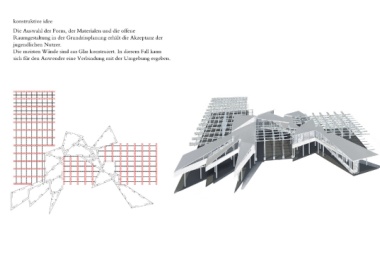 konstruktive idee
Die Auswahl der Form, der Materialen und die offene
Raumgestaltung in der Grundrissplanung erhält die Akzeptanz der
jugendlichen Nutzer.
Die meisten Wände sind aus Glas konstruiert. In diesem Fall kann
sich für den Anwender eine Verbindung mit der Umgebung ergeben.